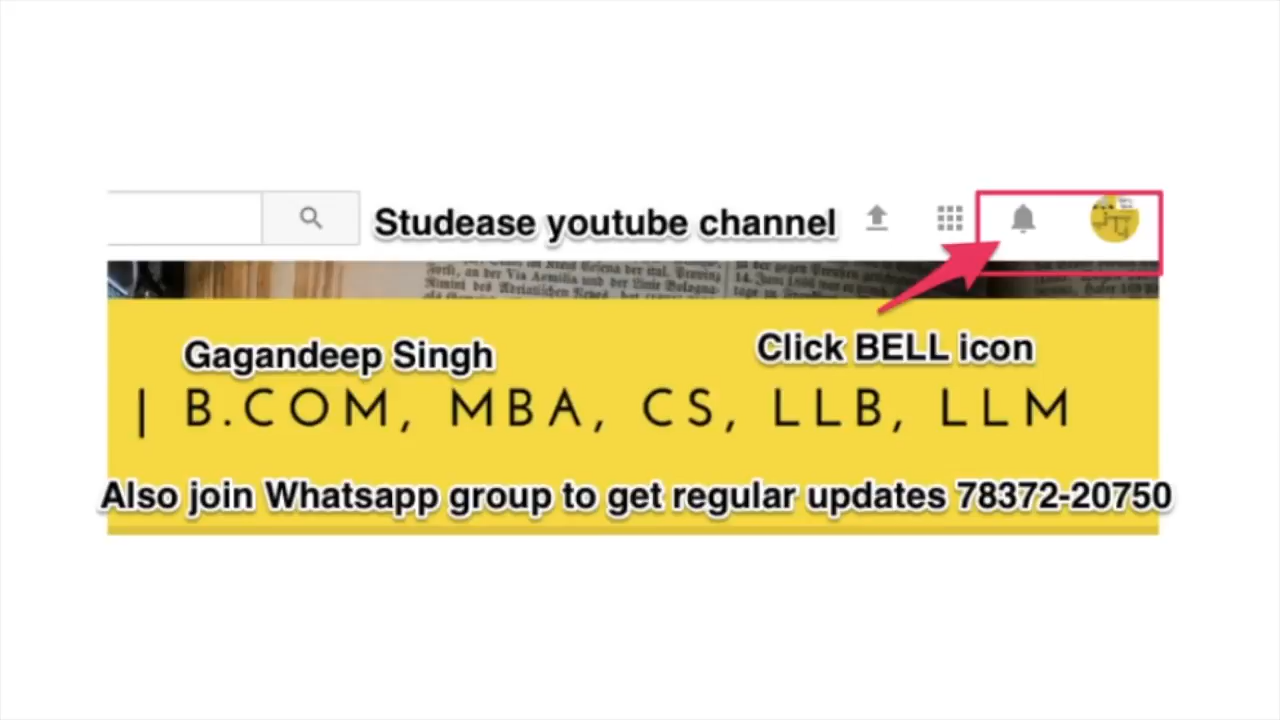 Studease youtube channel
Gagandeep Singh
Click BELL icon
| B.COM, MBA, CS, LLB, LLM
Also join Whatsapp group to get regular updates 78372-20750